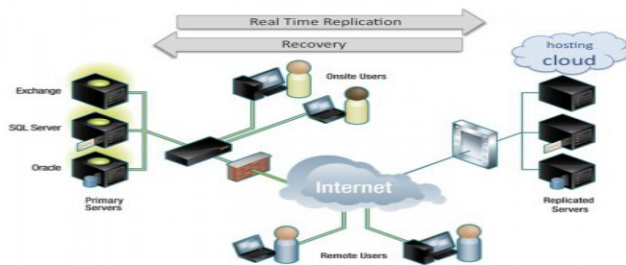 Real Time Replication
Recovery
hosting
cloud
Exchange
Onsite Users
SQL Server
Oracle
Internet
Primary
Servers
Replicated
Servers
Remote Users